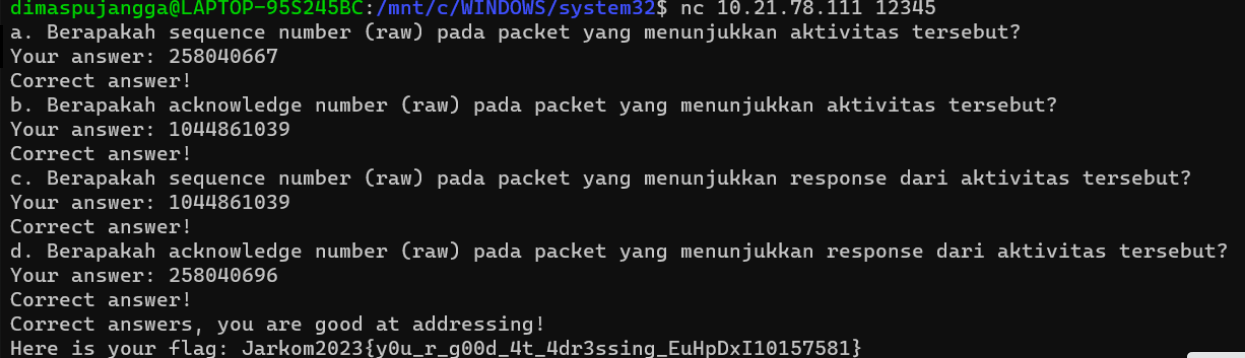 dimaspujangga@LAPTOP-95S245BC:/mnt/c/WINDOWS/system32$ nc 10.21.78.111 12345
a. Berapakah sequence number (raw) pada packet yang menunjukkan aktivitas tersebut?
Your answer: 258040667
Correct answer!
b. Berapakah acknowledge number (raw) pada packet yang menunjukkan aktivitas tersebut?
Your answer: 1044861039
Correct answer!
c. Berapakah sequence number (raw) pada packet yang menunjukkan response dari aktivitas tersebut?
Your answer: 1044861039
Correct answer!
d. Berapakah acknowledge number (raw) pada packet yang menunjukkan response dari aktivitas tersebut?
Your answer: 258040696
Correct answer!
Correct answers, you are good at addressing!
Here is your flag: Jarkom2023{y0u_r_g00d_4t_4dr3ssing_EuHpDxI10157581}